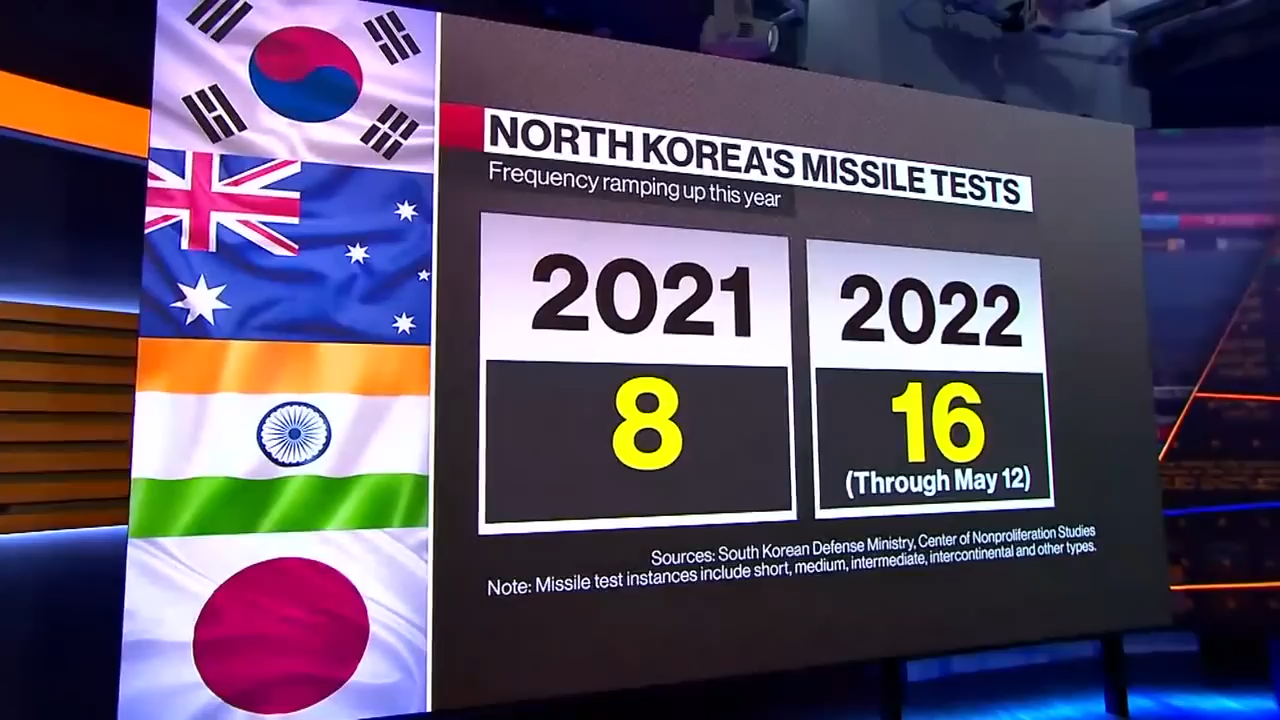 NORTH KOREA'S MISSILE TESTS
Frequency ramping up this year
2021
8
2022
16
(Through May 12)
Sources: South Korean Defense Ministry, Center of Nonproliferation Studies
Note: Missile test instances include short, medium, intermediate, intercontinental and other types.